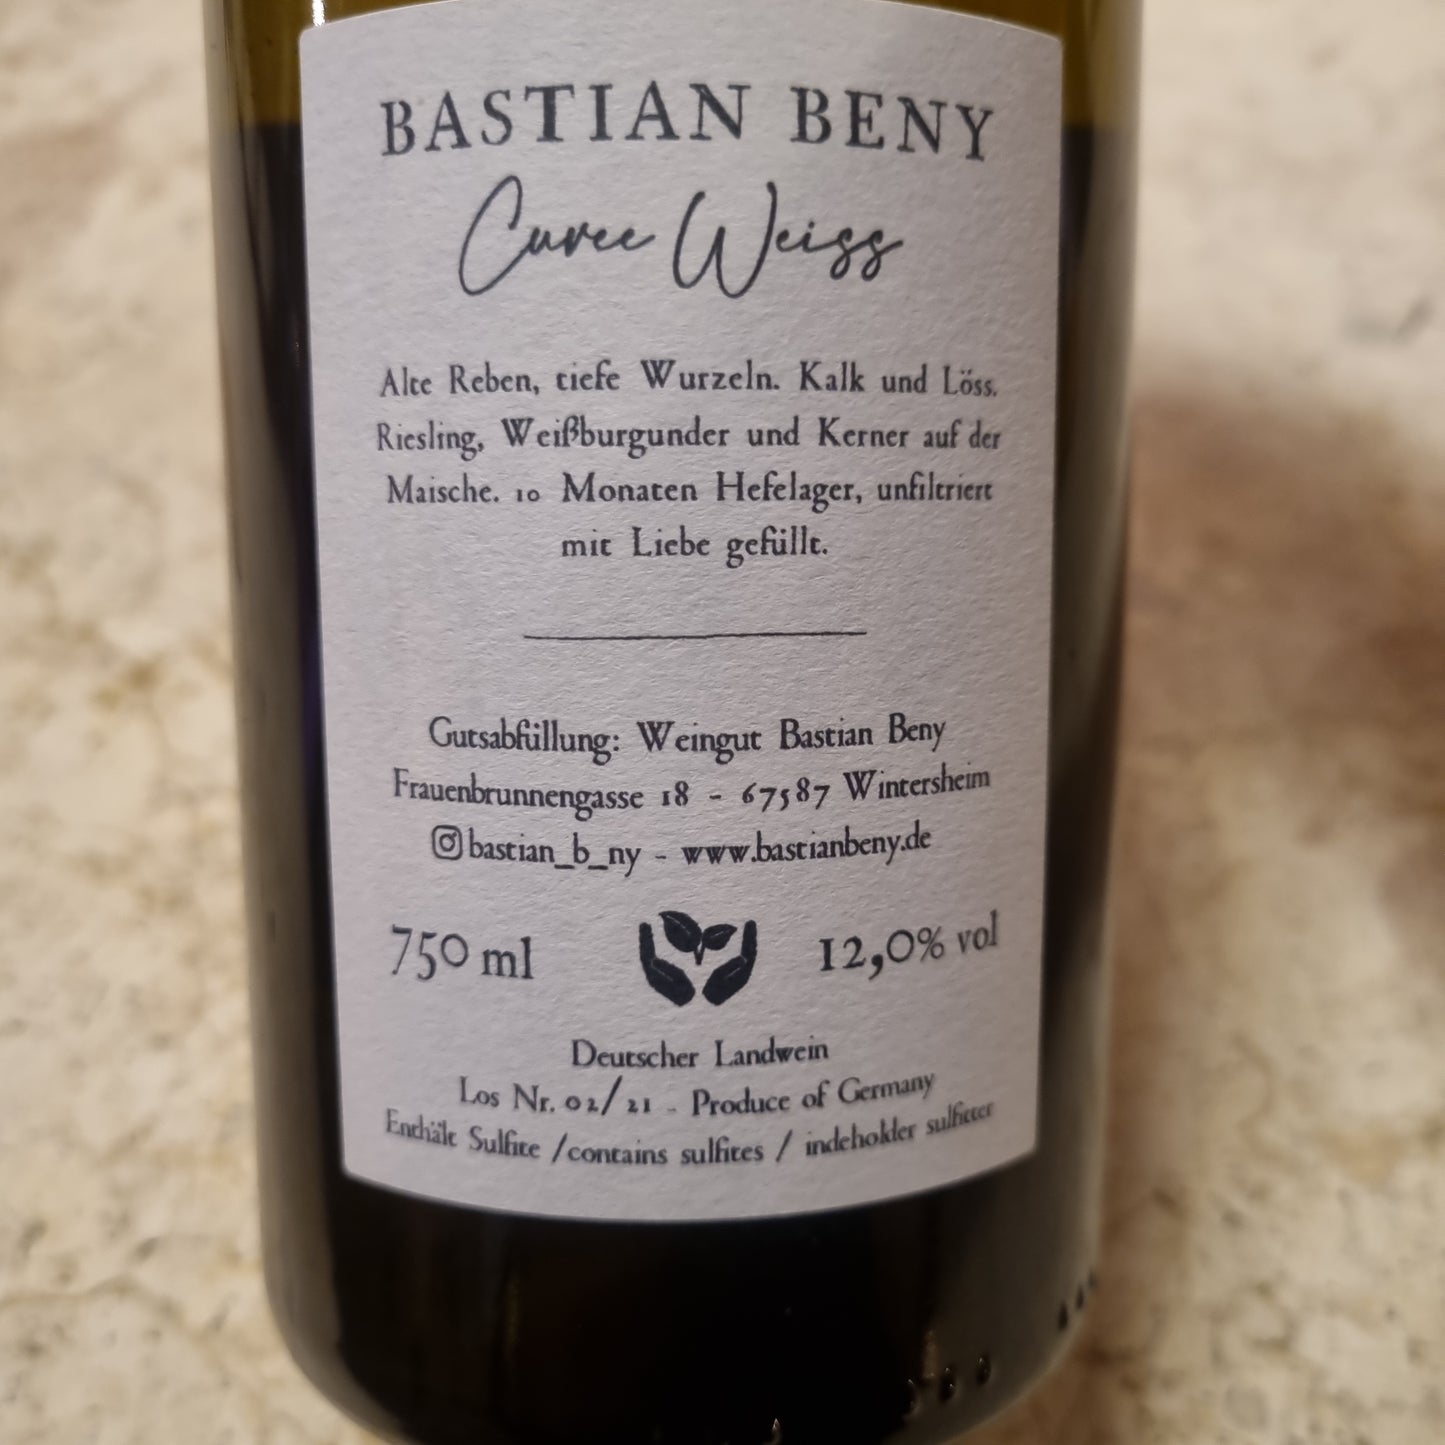 BASTIAN BENY
Cuvee Weiss
Alte Reben, tiefe Wurzeln. Kalk und Löss.
Riesling, Weißburgunder und Kerner auf der
Maische. 10 Monaten Hefelager, unfiltriert
mit Liebe gefüllt.
Gutsabfüllung: Weingut Bastian Beny
Frauenbrunnengasse 18 - 67587 Wintersheim
bastian_b_ny - www.bastianbeny.de
750 ml 12,0% vol
Deutscher Landwein
Los Nr. 02/21 - Produce of Germany
Enthält Sulfite /contains sulfites / indeholder sulfitter